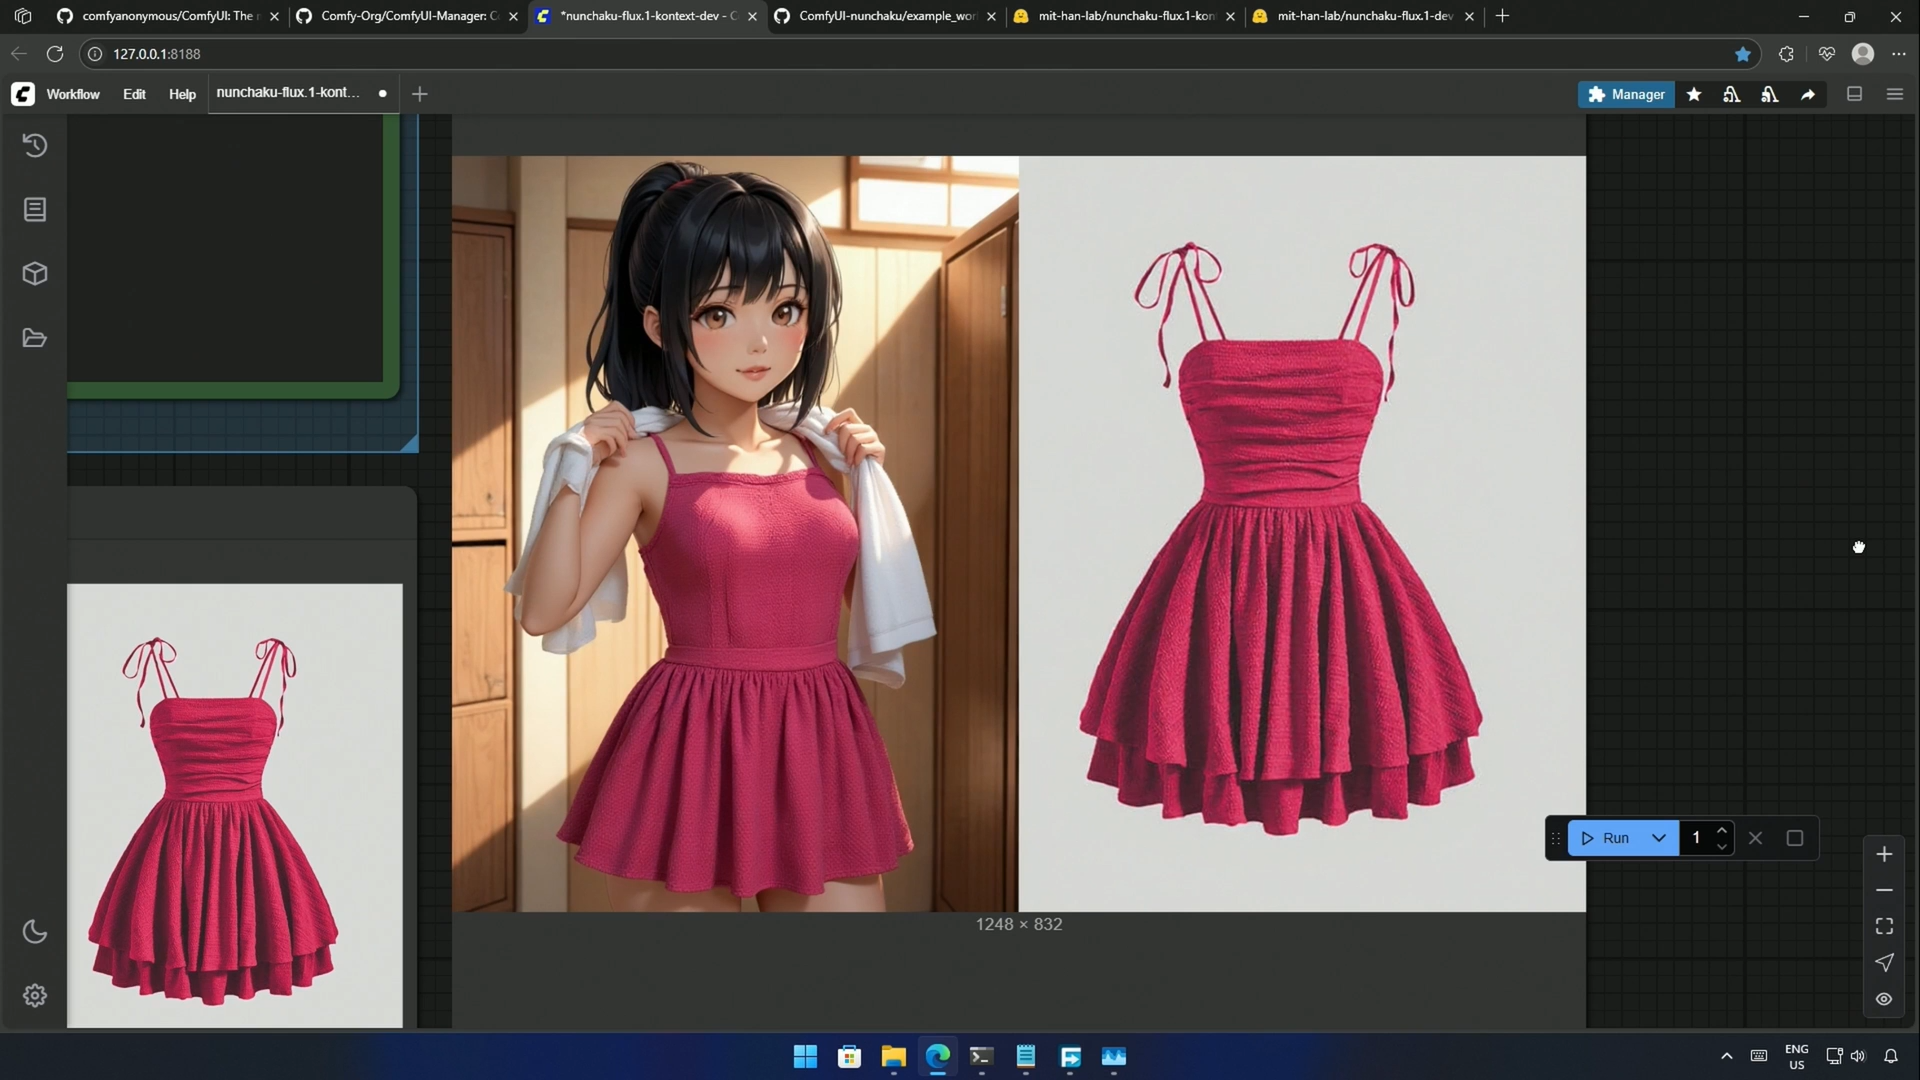 comfyanonymous/ComfyUI: The
Comfy-Org/ComfyUI-Manager: C
*nunchaku-flux.1-kontext-dev - C
ComfyUI-nunchaku/example_wor
mit-han-lab/nunchaku-flux.1-kon
mit-han-lab/nunchaku-flux.1-dev
127.0.0.1:8188
Workflow
Edit
Help
nunchaku-flux.1-kont...
Manager
Run
1
1248 × 832
ENG
US